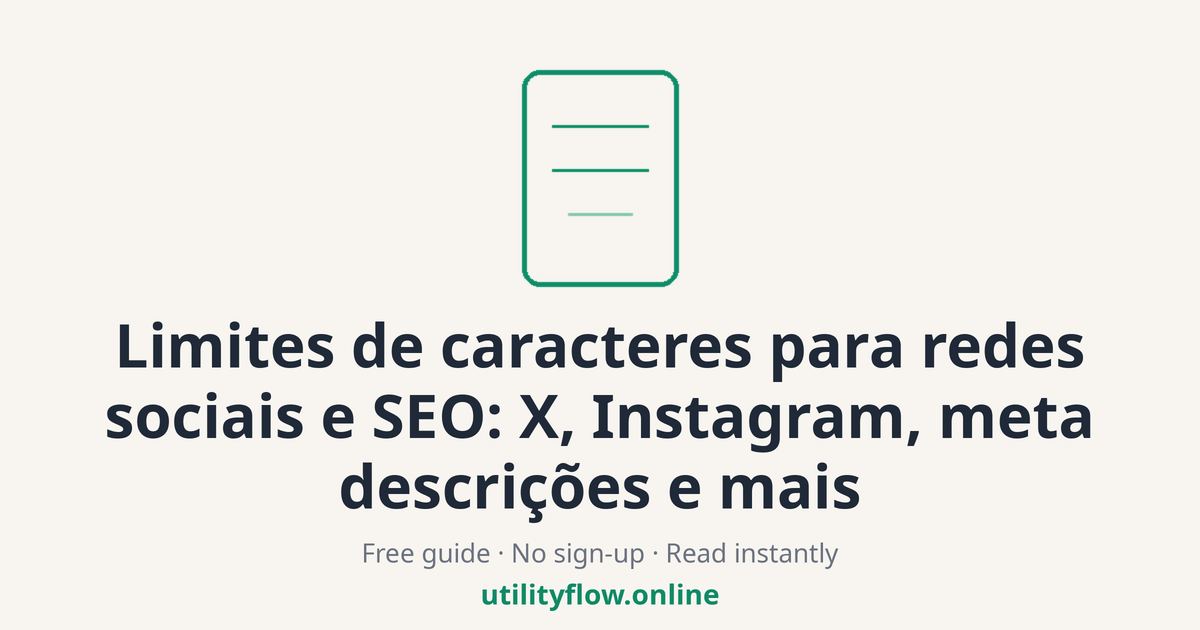 Limites de caracteres para redes
sociais e SEO: X, Instagram, meta
descrições e mais
Free guide · No sign-up · Read instantly
utilityflow.online